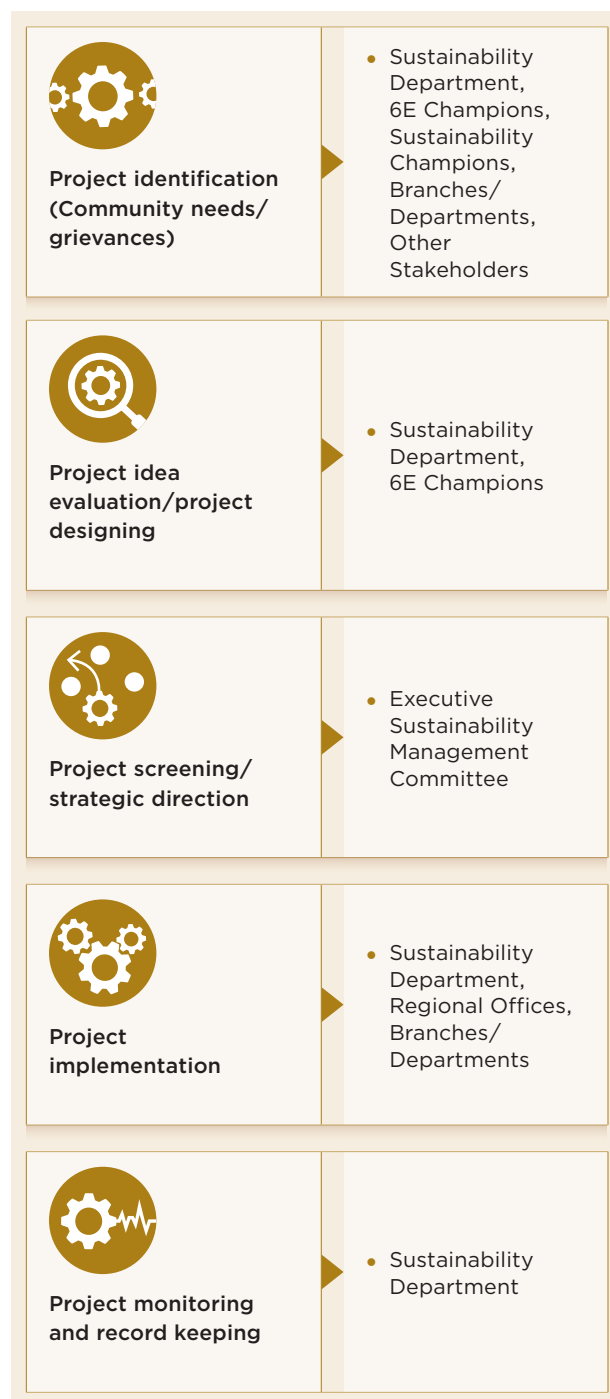 Project identification
(Community needs/
grievances)
• Sustainability
Department,
6E Champions,
Sustainability
Champions,
Branches/
Departments,
Other
Stakeholders
Project idea
evaluation/project
designing
• Sustainability
Department,
6E Champions
Project screening/
strategic direction
• Executive
Sustainability
Management
Committee
Project
implementation
• Sustainability
Department,
Regional Offices,
Branches/
Departments
Project monitoring
and record keeping
• Sustainability
Department